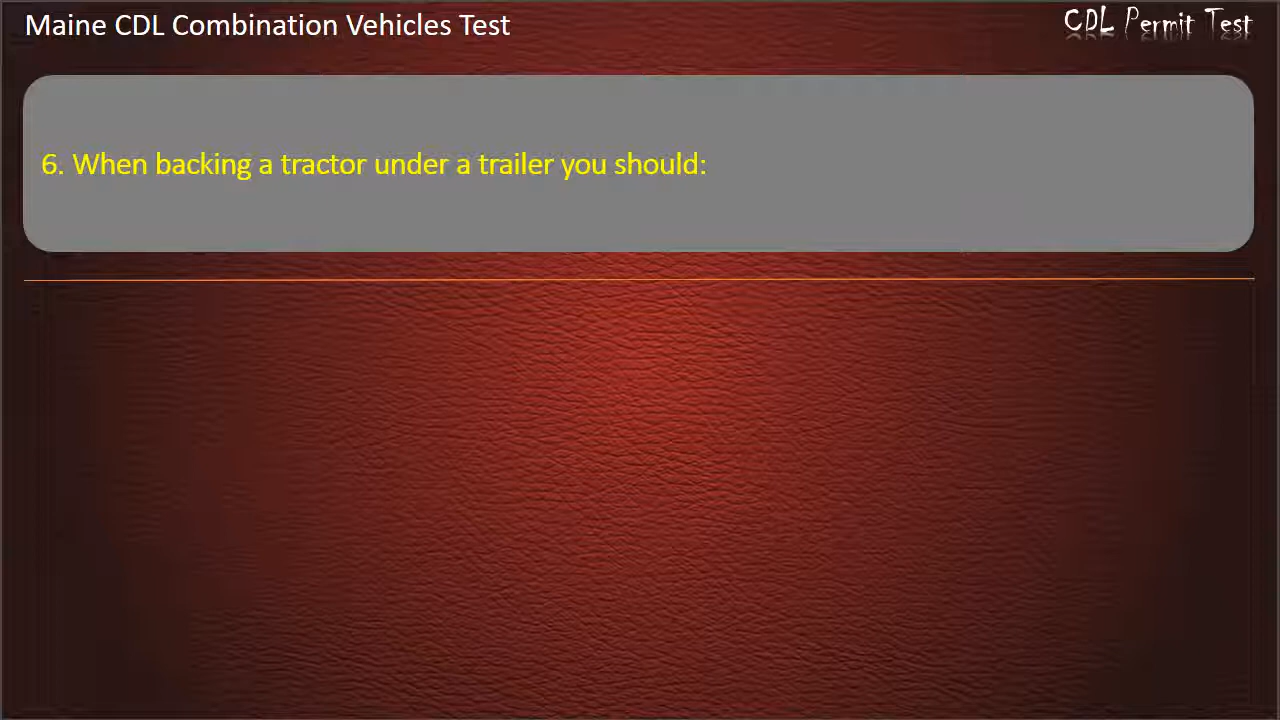 Maine CDL Combination Vehicles Test
CDL Permit Test
6. When backing a tractor under a trailer you should: